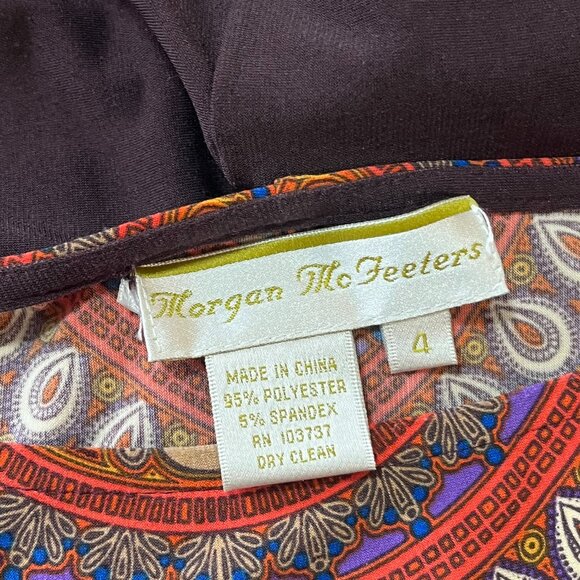 Morgan McFeeters
4
MADE IN CHINA
95% POLYESTER
5% SPANDEX
RN 103737
DRY CLEAN